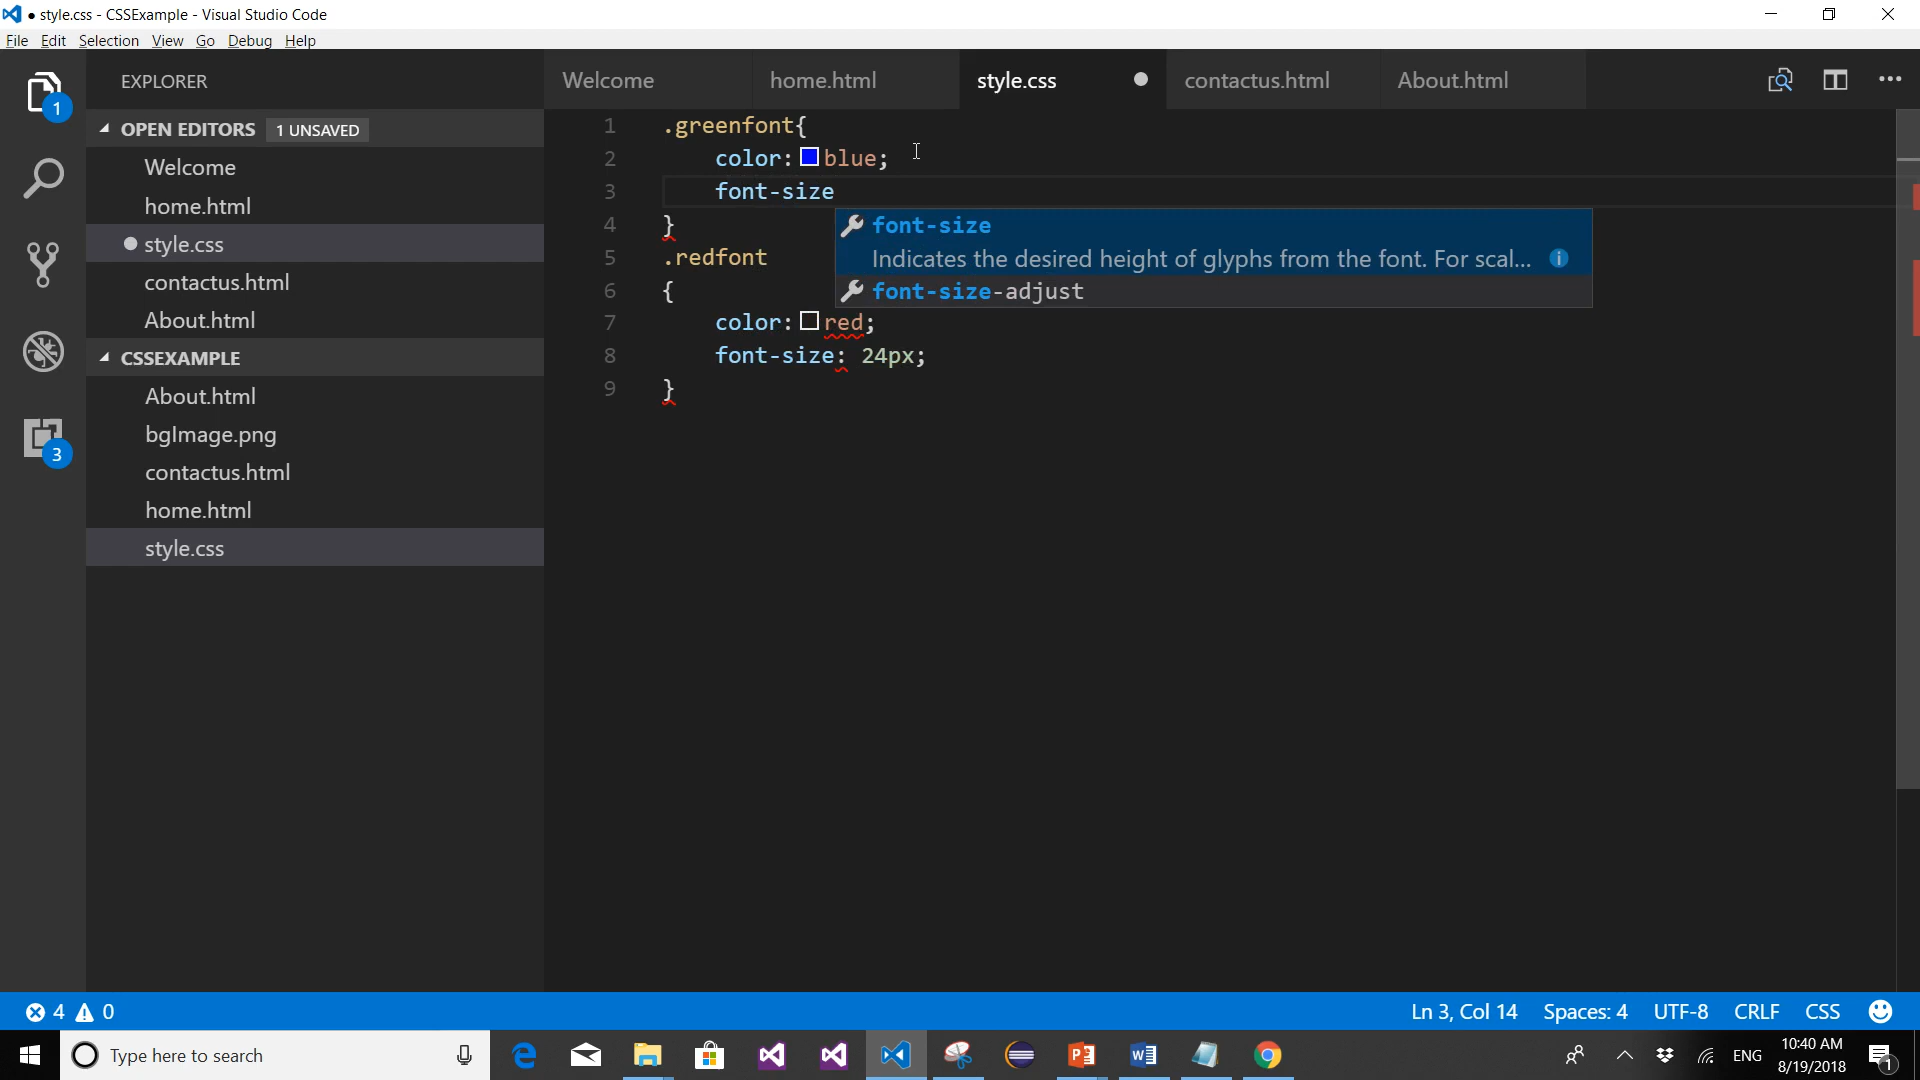 ● style.css - CSSExample - Visual Studio Code
File Edit Selection View Go Debug Help
1
3
EXPLORER
OPEN EDITORS 1 UNSAVED
Welcome
home.html
● style.css
contactus.html
About.html
CSSEXAMPLE
About.html
bgImage.png
contactus.html
home.html
style.css
Welcome home.html style.css ● contactus.html About.html
1 .greenfont{
2 color: blue;
3 font-size
4 }
5 .redfont
6 {
7 color: red;
8 font-size: 24px;
9 }
font-size
Indicates the desired height of glyphs from the font. For scal...
font-size-adjust
4 0
Ln 3, Col 14 Spaces: 4 UTF-8 CRLF CSS
Type here to search
ENG
10:40 AM
8/19/2018
1